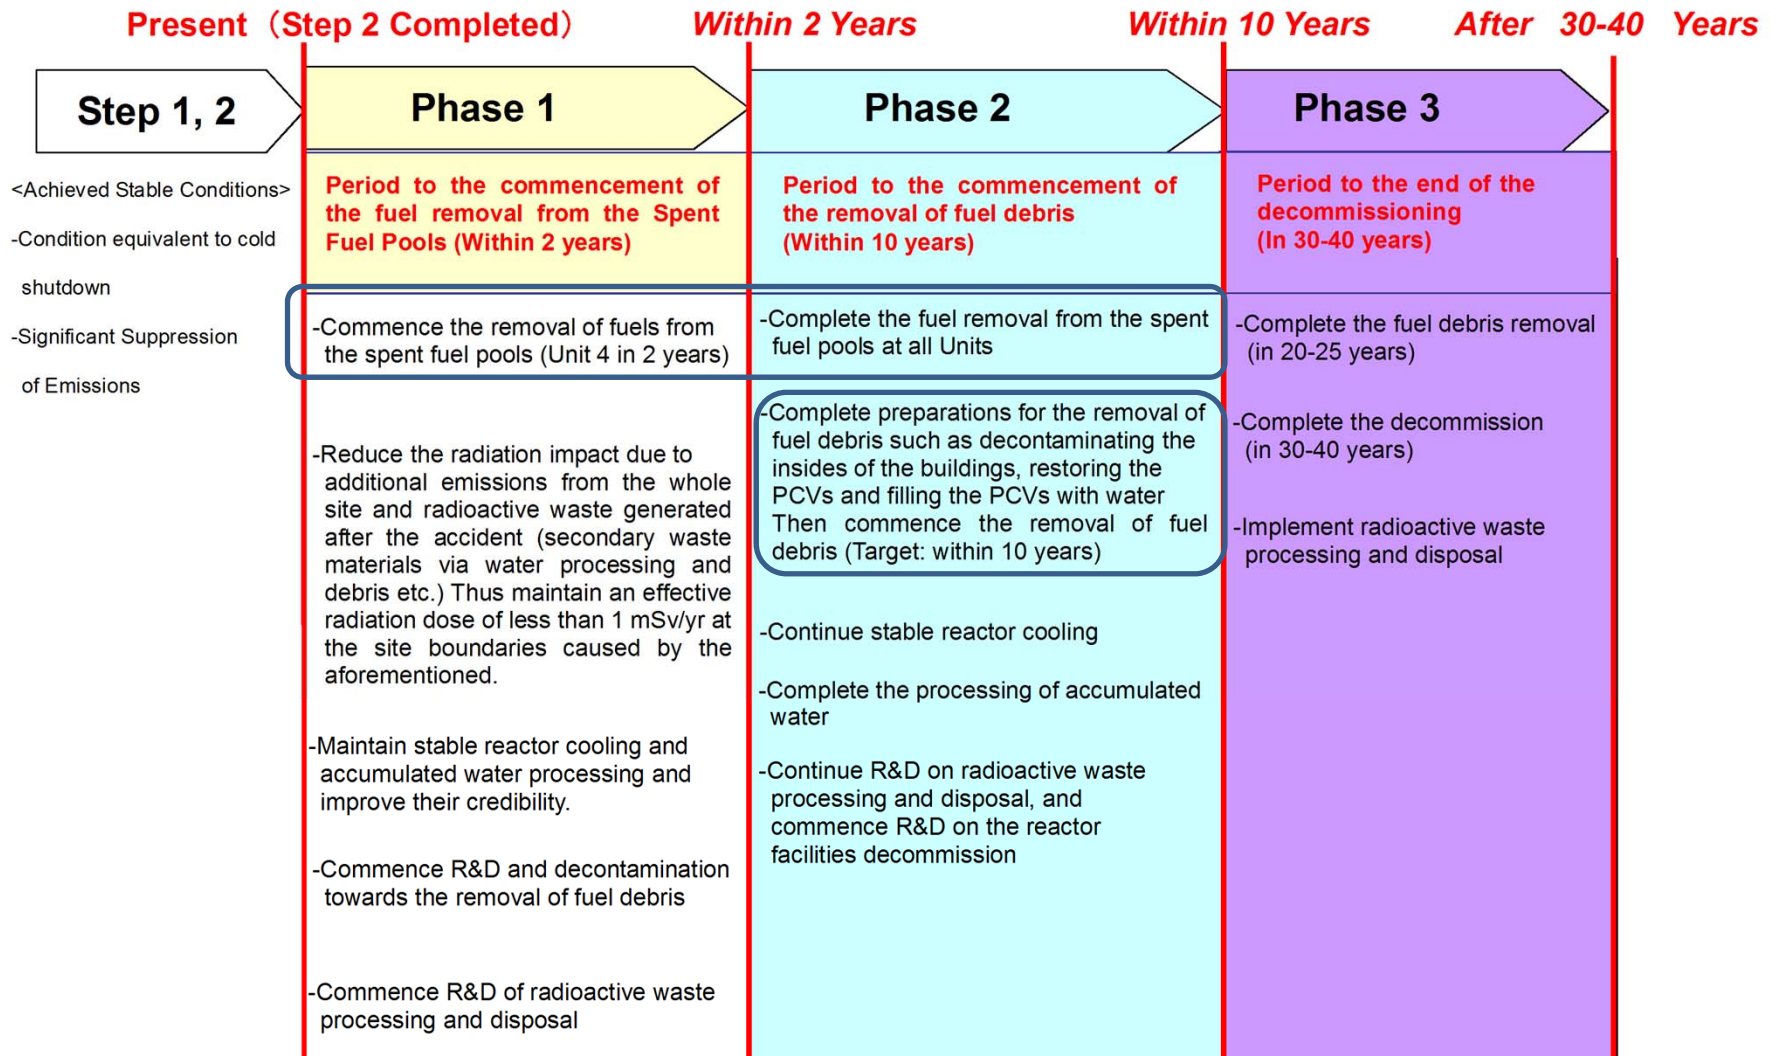 Present（Step 2 Completed）
Within 2 Years
Within 10 Years
After 30-40 Years
Step 1, 2
Phase 1
Phase 2
Phase 3
<Achieved Stable Conditions>
-Condition equivalent to cold
shutdown
-Significant Suppression
of Emissions
Period to the commencement of
the fuel removal from the Spent
Fuel Pools (Within 2 years)
-Commence the removal of fuels from
the spent fuel pools (Unit 4 in 2 years)
-Reduce the radiation impact due to
additional emissions from the whole
site and radioactive waste generated
after the accident (secondary waste
materials via water processing and
debris etc.) Thus maintain an effective
radiation dose of less than 1 mSv/yr at
the site boundaries caused by the
aforementioned.
-Maintain stable reactor cooling and
accumulated water processing and
improve their credibility.
-Commence R&D and decontamination
towards the removal of fuel debris
-Commence R&D of radioactive waste
processing and disposal
Period to the commencement of
the removal of fuel debris
(Within 10 years)
-Complete the fuel removal from the spent
fuel pools at all Units
-Complete preparations for the removal of
fuel debris such as decontaminating the
insides of the buildings, restoring the
PCVs and filling the PCVs with water
Then commence the removal of fuel
debris (Target: within 10 years)
-Continue stable reactor cooling
-Complete the processing of accumulated
water
-Continue R&D on radioactive waste
processing and disposal, and
commence R&D on the reactor
facilities decommission
Period to the end of the
decommissioning
(In 30-40 years)
-Complete the fuel debris removal
(in 20-25 years)
-Complete the decommission
(in 30-40 years)
-Implement radioactive waste
processing and disposal